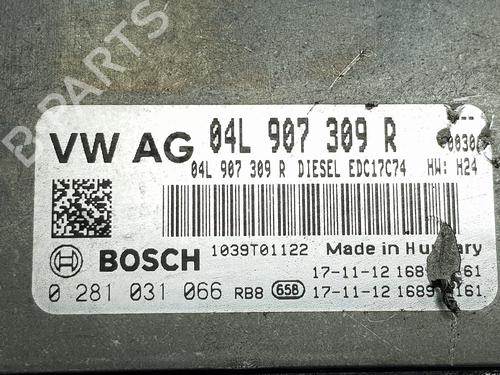 B-PARTS
VW AG 04L 907 309 R
04L 907 309 R DIESEL EDC17C74 HW: H24
BOSCH 1039T01122 Made in Hungary
0 281 031 066 RB8 658 17-11-12
17-11-12